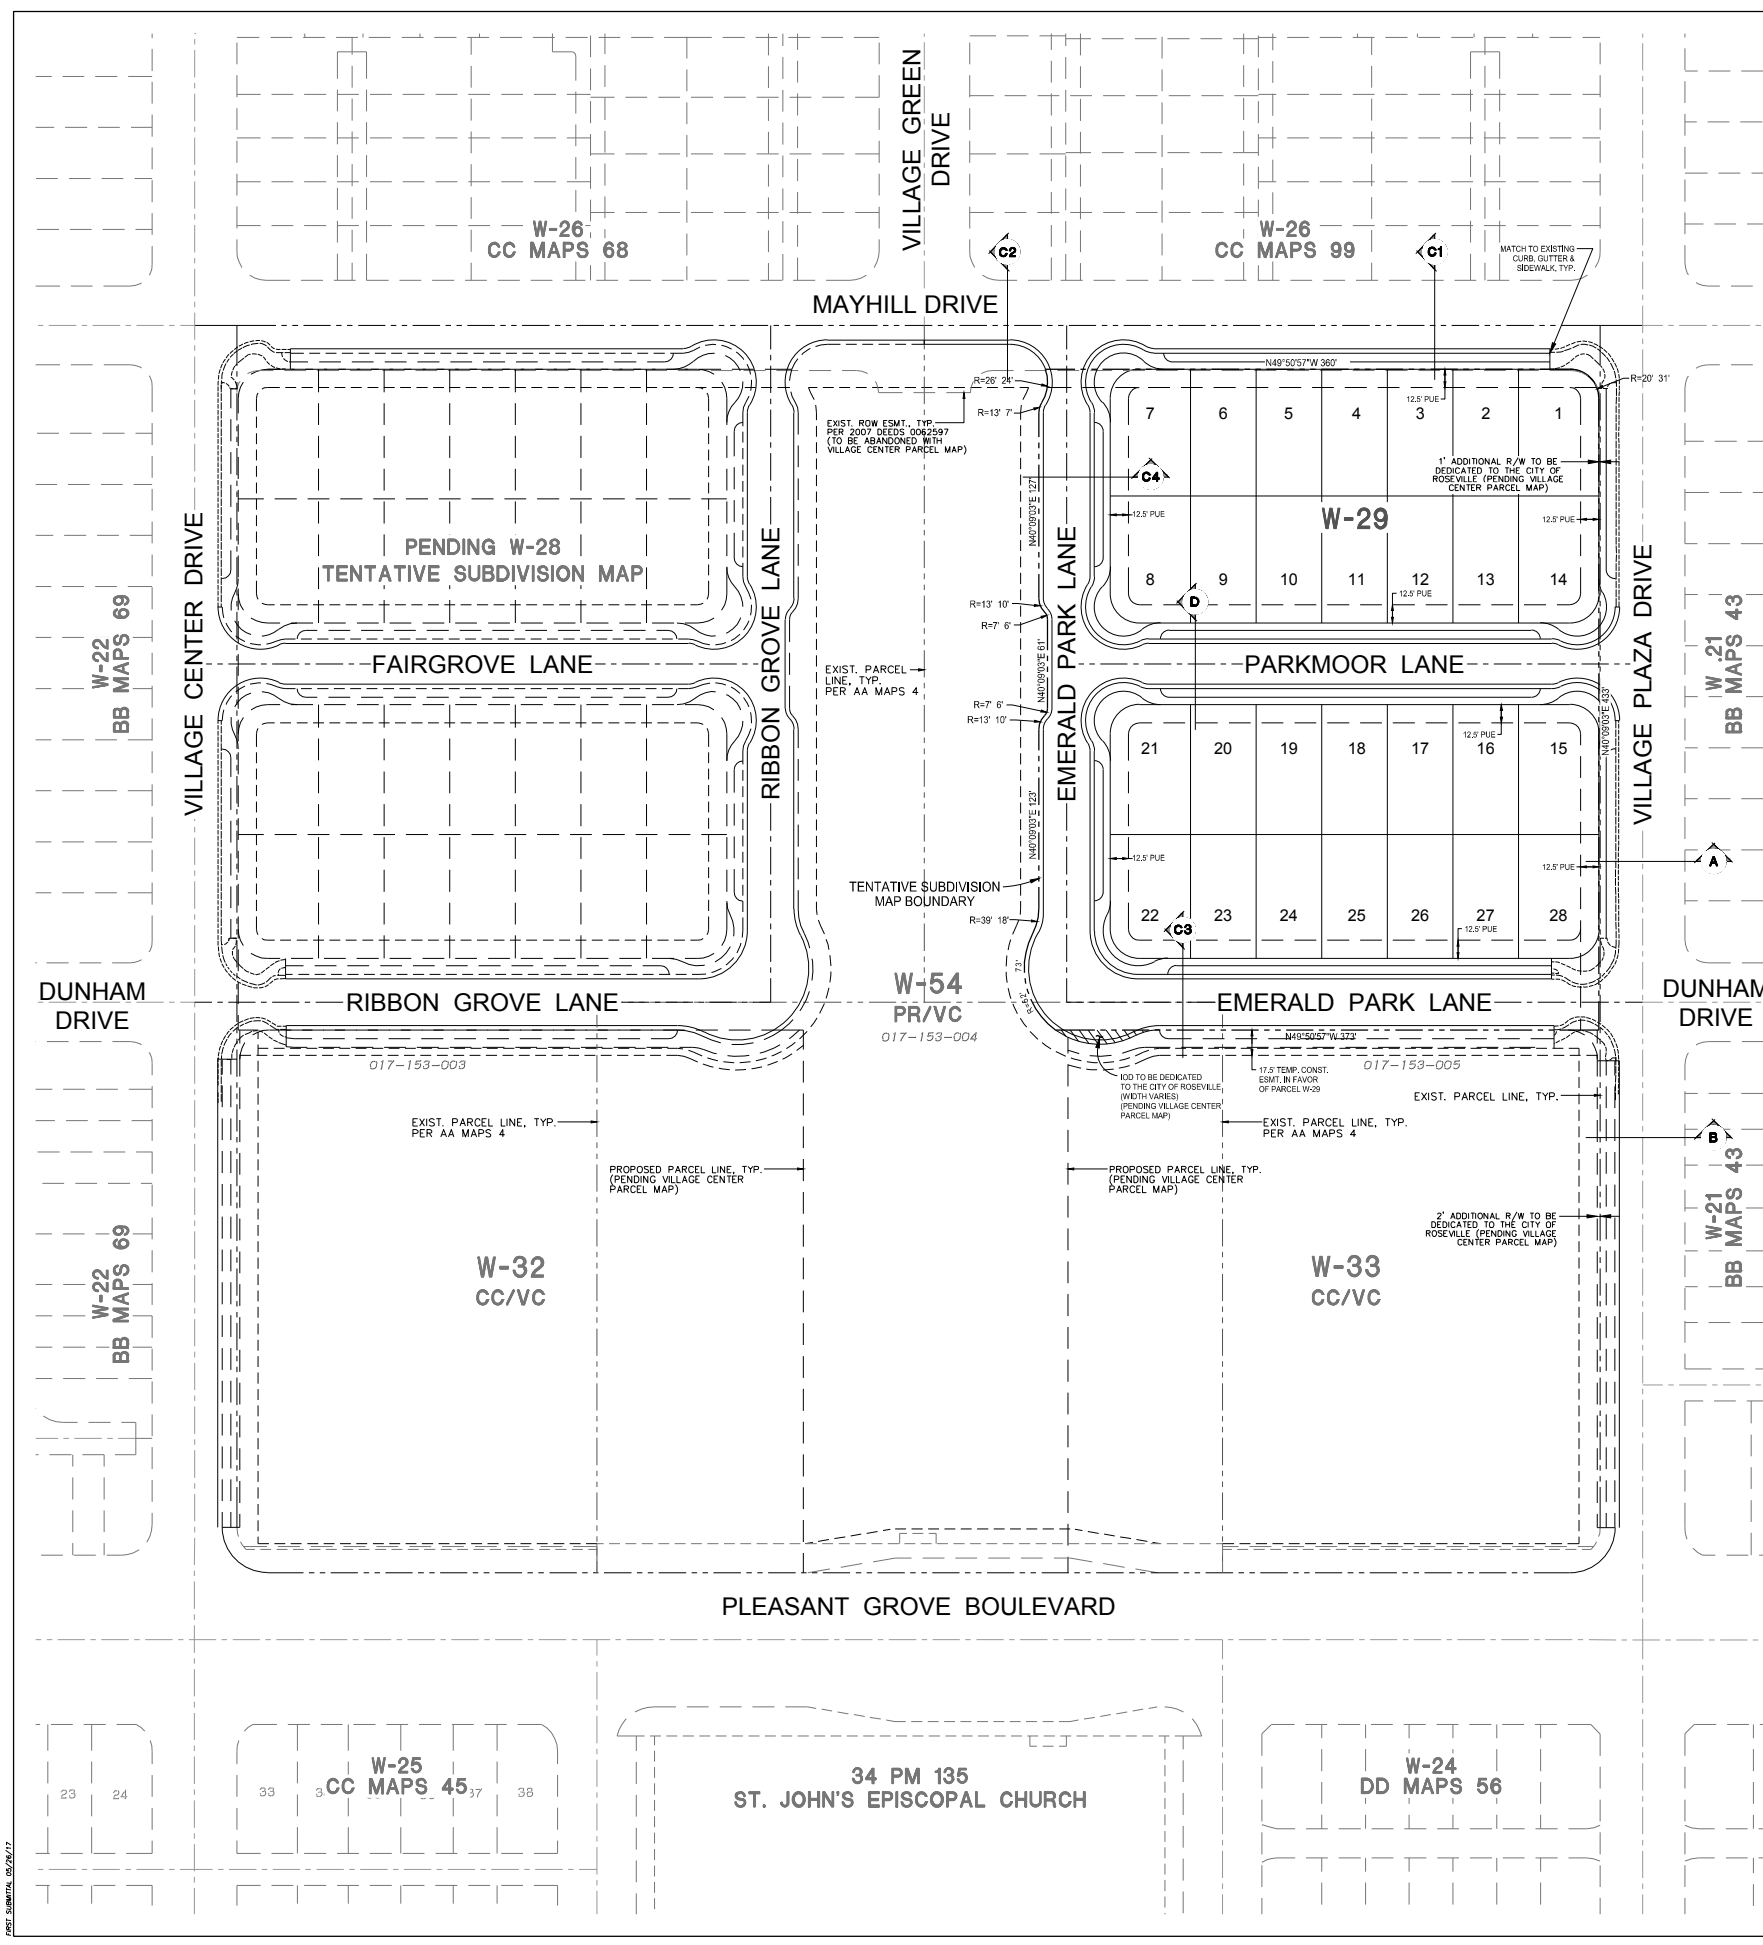 VILLAGE GREEN
DRIVE
W-26
CC MAPS 68
W-26
CC MAPS 99
C2
C1
MATCH TO EXISTING
CURB, GUTTER &
SIDEWALK, TYP.
MAYHILL DRIVE
N49°50'57"W 360'
R=26' 24'
R=13' 7'
R=20' 31'
12.5' PUE
EXIST. ROW ESMT., TYP.
PER 2007 DEEDS 0062597
(TO BE ABANDONED WITH
VILLAGE CENTER PARCEL MAP)
7 6 5 4 3 2 1
1' ADDITIONAL R/W TO BE
DEDICATED TO THE CITY OF
ROSEVILLE (PENDING VILLAGE
CENTER PARCEL MAP)
C4
N40°09'03"E 127'
12.5' PUE
W-29
12.5' PUE
PENDING W-28
TENTATIVE SUBDIVISION MAP
8 9 10 11 12 13 14
12.5' PUE
D
R=13' 10'
R=7' 6'
VILLAGE CENTER DRIVE
RIBBON GROVE LANE
EMERALD PARK LANE
VILLAGE PLAZA DRIVE
W-22
BB MAPS 69
W-21
BB MAPS 43
FAIRGROVE LANE
PARKMOOR LANE
EXIST. PARCEL
LINE, TYP.
PER AA MAPS 4
N40°09'03"E 61'
R=7' 6'
R=13' 10'
N40°09'03"E 433'
12.5' PUE
21 20 19 18 17 16 15
N40°09'03"E 123'
12.5' PUE
12.5' PUE
A
TENTATIVE SUBDIVISION
MAP BOUNDARY
R=39' 18'
22 23 24 25 26 27 28
C3
12.5' PUE
73'
R=52'
W-54
PR/VC
017-153-004
DUNHAM
DRIVE
RIBBON GROVE LANE
EMERALD PARK LANE
DUNHAM
DRIVE
N49°50'57"W 373'
017-153-003
017-153-005
IOD TO BE DEDICATED
TO THE CITY OF ROSEVILLE
(WIDTH VARIES)
(PENDING VILLAGE CENTER
PARCEL MAP)
17.5' TEMP. CONST.
ESMT. IN FAVOR
OF PARCEL W-29
EXIST. PARCEL LINE, TYP.
EXIST. PARCEL LINE, TYP.
PER AA MAPS 4
EXIST. PARCEL LINE, TYP.
PER AA MAPS 4
B
PROPOSED PARCEL LINE, TYP.
(PENDING VILLAGE CENTER
PARCEL MAP)
PROPOSED PARCEL LINE, TYP.
(PENDING VILLAGE CENTER
PARCEL MAP)
2' ADDITIONAL R/W TO BE
DEDICATED TO THE CITY OF
ROSEVILLE (PENDING VILLAGE
CENTER PARCEL MAP)
W-22
BB MAPS 69
W-21
BB MAPS 43
W-32
CC/VC
W-33
CC/VC
PLEASANT GROVE BOULEVARD
W-25
CC MAPS 45
23 24 33 37 38
34 PM 135
ST. JOHN'S EPISCOPAL CHURCH
W-24
DD MAPS 56
FIRST SUBMITTAL 05/26/17